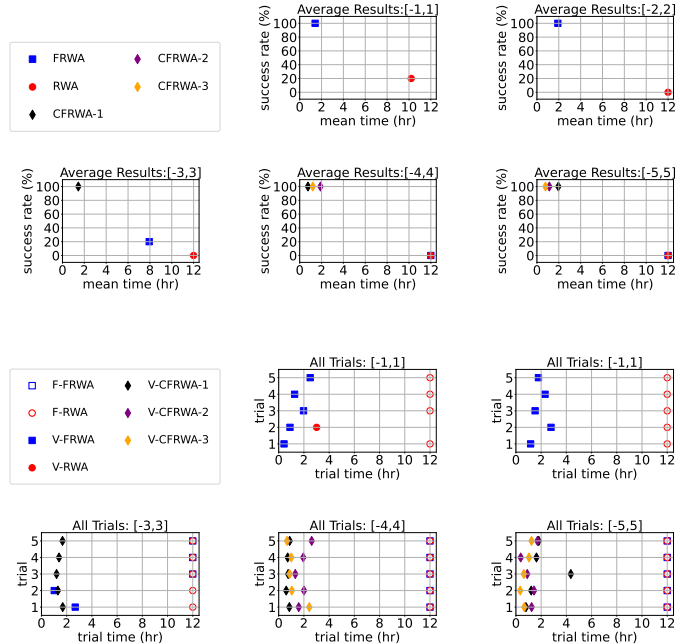 Average Results:[-1,1]
100
80
60
40
20
0
success rate (%)
0 2 4 6 8 10 12
mean time (hr)
Average Results:[-2,2]
100
80
60
40
20
0
success rate (%)
0 2 4 6 8 10 12
mean time (hr)
FRWA
RWA
CFRWA-1
CFRWA-2
CFRWA-3
Average Results:[-3,3]
100
80
60
40
20
0
success rate (%)
0 2 4 6 8 10 12
mean time (hr)
Average Results:[-4,4]
100
80
60
40
20
0
success rate (%)
0 2 4 6 8 10 12
mean time (hr)
Average Results:[-5,5]
100
80
60
40
20
0
success rate (%)
0 2 4 6 8 10 12
mean time (hr)
F-FRWA
F-RWA
V-FRWA
V-RWA
V-CFRWA-1
V-CFRWA-2
V-CFRWA-3
All Trials: [-1,1]
5
4
3
2
1
trial
0 2 4 6 8 10 12
trial time (hr)
All Trials: [-1,1]
5
4
3
2
1
trial
0 2 4 6 8 10 12
trial time (hr)
All Trials: [-3,3]
5
4
3
2
1
trial
0 2 4 6 8 10 12
trial time (hr)
All Trials: [-4,4]
5
4
3
2
1
trial
0 2 4 6 8 10 12
trial time (hr)
All Trials: [-5,5]
5
4
3
2
1
trial
0 2 4 6 8 10 12
trial time (hr)